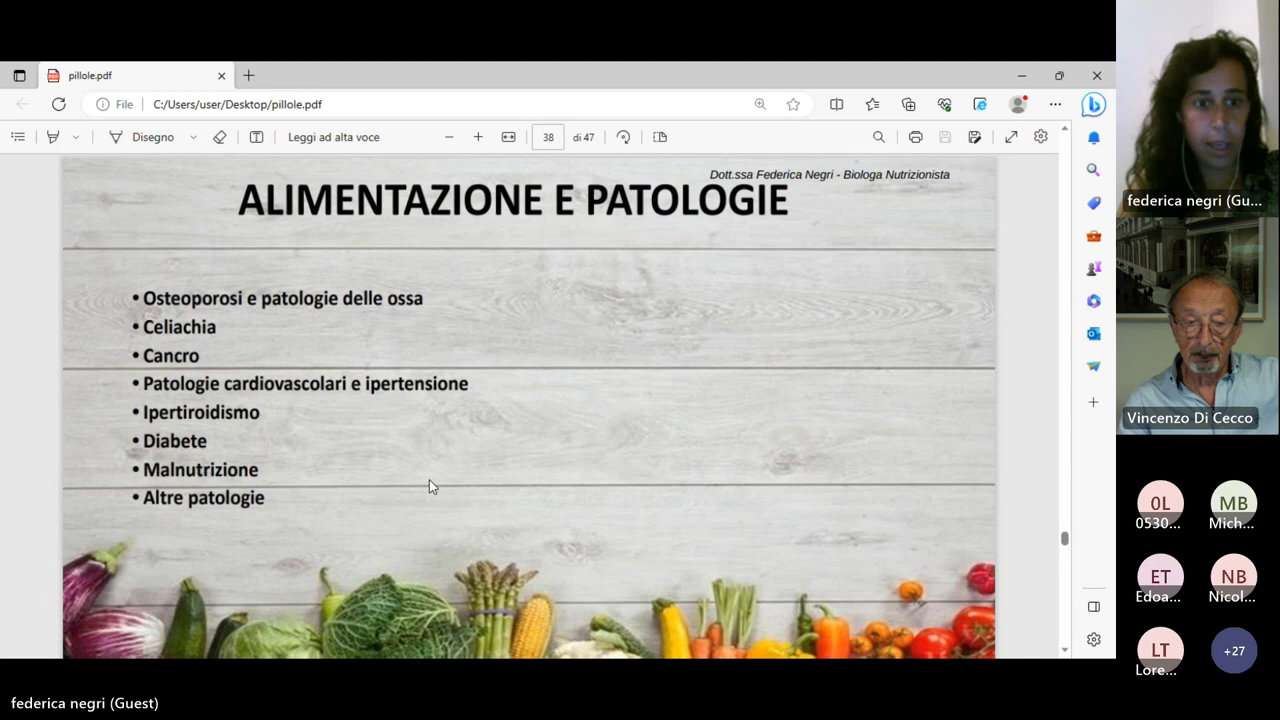 pillole.pdf
File
C:/Users/user/Desktop/pillole.pdf
Disegno
Leggi ad alta voce
38
di 47
Dott.ssa Federica Negri - Biologa Nutrizionista
ALIMENTAZIONE E PATOLOGIE
• Osteoporosi e patologie delle ossa
• Celiachia
• Cancro
• Patologie cardiovascolari e ipertensione
• Ipertiroidismo
• Diabete
• Malnutrizione
• Altre patologie
federica negri (Gu...
Vincenzo Di Cecco
0L
0530...
MB
Mich...
ET
Edoa...
NB
Nicol...
LT
Lore...
+27
federica negri (Guest)